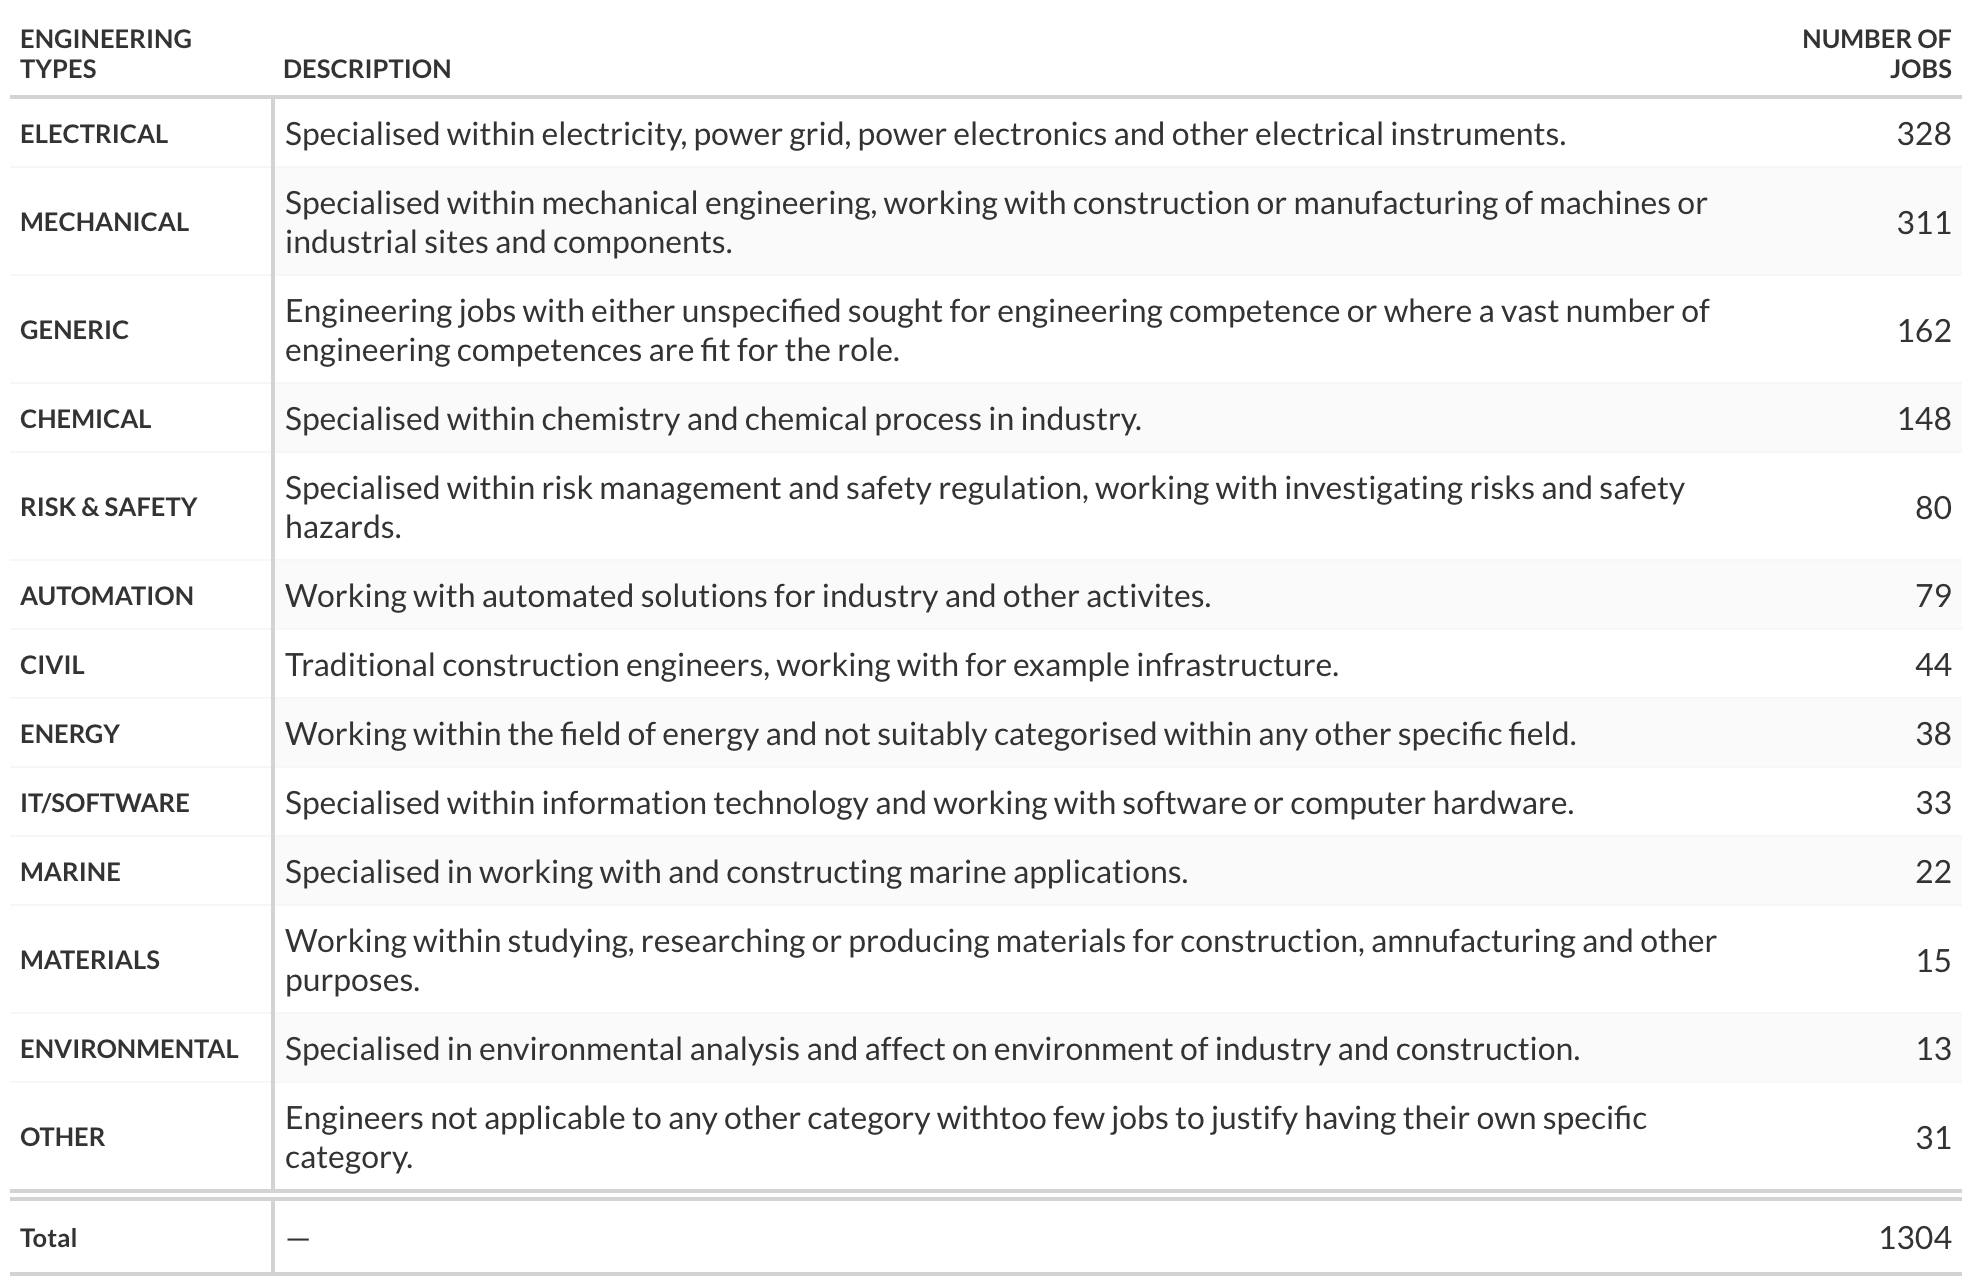 ENGINEERING TYPES DESCRIPTION NUMBER OF JOBS
ELECTRICAL Specialised within electricity, power grid, power electronics and other electrical instruments. 328
MECHANICAL Specialised within mechanical engineering, working with construction or manufacturing of machines or
industrial sites and components. 311
GENERIC Engineering jobs with either unspecified sought for engineering competence or where a vast number of
engineering competences are fit for the role. 162
CHEMICAL Specialised within chemistry and chemical process in industry. 148
RISK & SAFETY Specialised within risk management and safety regulation, working with investigating risks and safety
hazards. 80
AUTOMATION Working with automated solutions for industry and other activites. 79
CIVIL Traditional construction engineers, working with for example infrastructure. 44
ENERGY Working within the field of energy and not suitably categorised within any other specific field. 38
IT/SOFTWARE Specialised within information technology and working with software or computer hardware. 33
MARINE Specialised in working with and constructing marine applications. 22
MATERIALS Working within studying, researching or producing materials for construction, amnufacturing and other
purposes. 15
ENVIRONMENTAL Specialised in environmental analysis and affect on environment of industry and construction. 13
OTHER Engineers not applicable to any other category withtoo few jobs to justify having their own specific
category. 31
Total — 1304